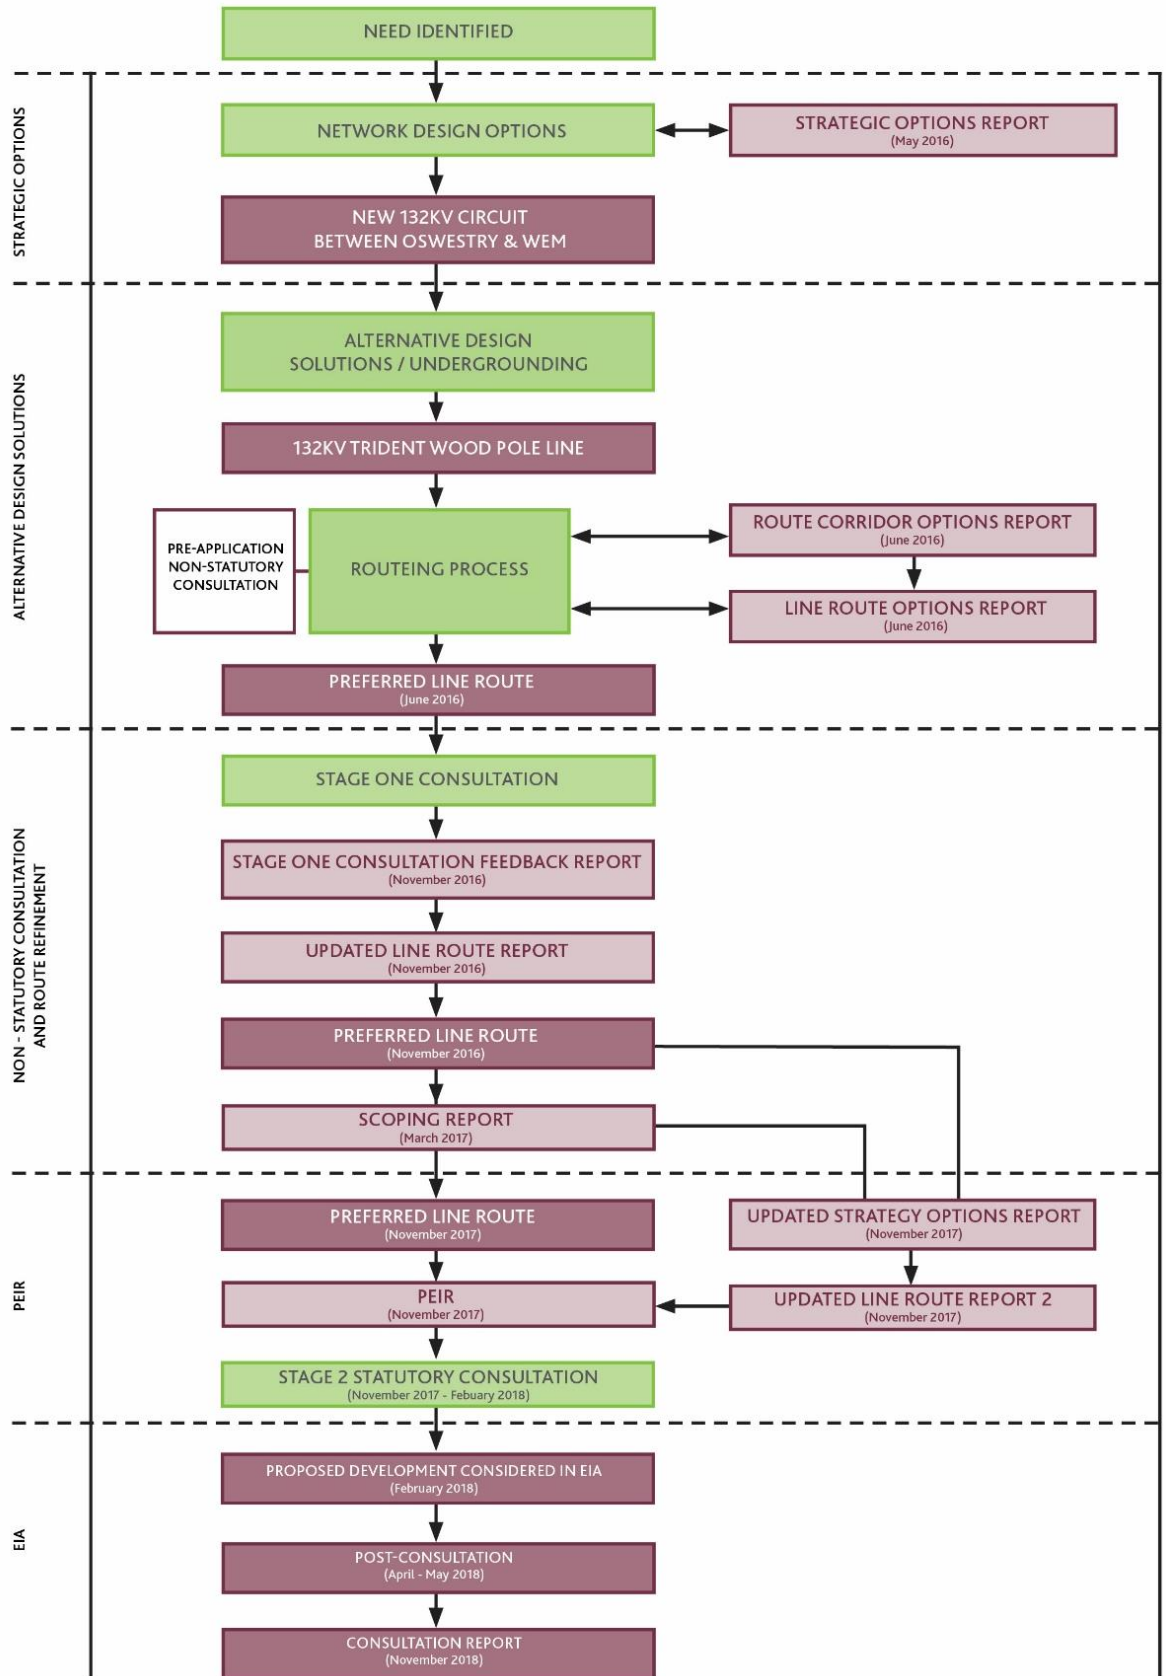 NEED IDENTIFIED
STRATEGIC OPTIONS
NETWORK DESIGN OPTIONS
STRATEGIC OPTIONS REPORT
(May 2016)
NEW 132KV CIRCUIT
BETWEEN OSWESTRY & WEM
ALTERNATIVE DESIGN SOLUTIONS
ALTERNATIVE DESIGN
SOLUTIONS / UNDERGROUNDING
132KV TRIDENT WOOD POLE LINE
PRE-APPLICATION
NON-STATUTORY
CONSULTATION
ROUTEING PROCESS
ROUTE CORRIDOR OPTIONS REPORT
(June 2016)
LINE ROUTE OPTIONS REPORT
(June 2016)
PREFERRED LINE ROUTE
(June 2016)
NON - STATUTORY CONSULTATION
AND ROUTE REFINEMENT
STAGE ONE CONSULTATION
STAGE ONE CONSULTATION FEEDBACK REPORT
(November 2016)
UPDATED LINE ROUTE REPORT
(November 2016)
PREFERRED LINE ROUTE
(November 2016)
SCOPING REPORT
(March 2017)
PEIR
PREFERRED LINE ROUTE
(November 2017)
UPDATED STRATEGY OPTIONS REPORT
(November 2017)
PEIR
(November 2017)
UPDATED LINE ROUTE REPORT 2
(November 2017)
STAGE 2 STATUTORY CONSULTATION
(November 2017 - Febuary 2018)
EIA
PROPOSED DEVELOPMENT CONSIDERED IN EIA
(February 2018)
POST-CONSULTATION
(April - May 2018)
CONSULTATION REPORT
(November 2018)